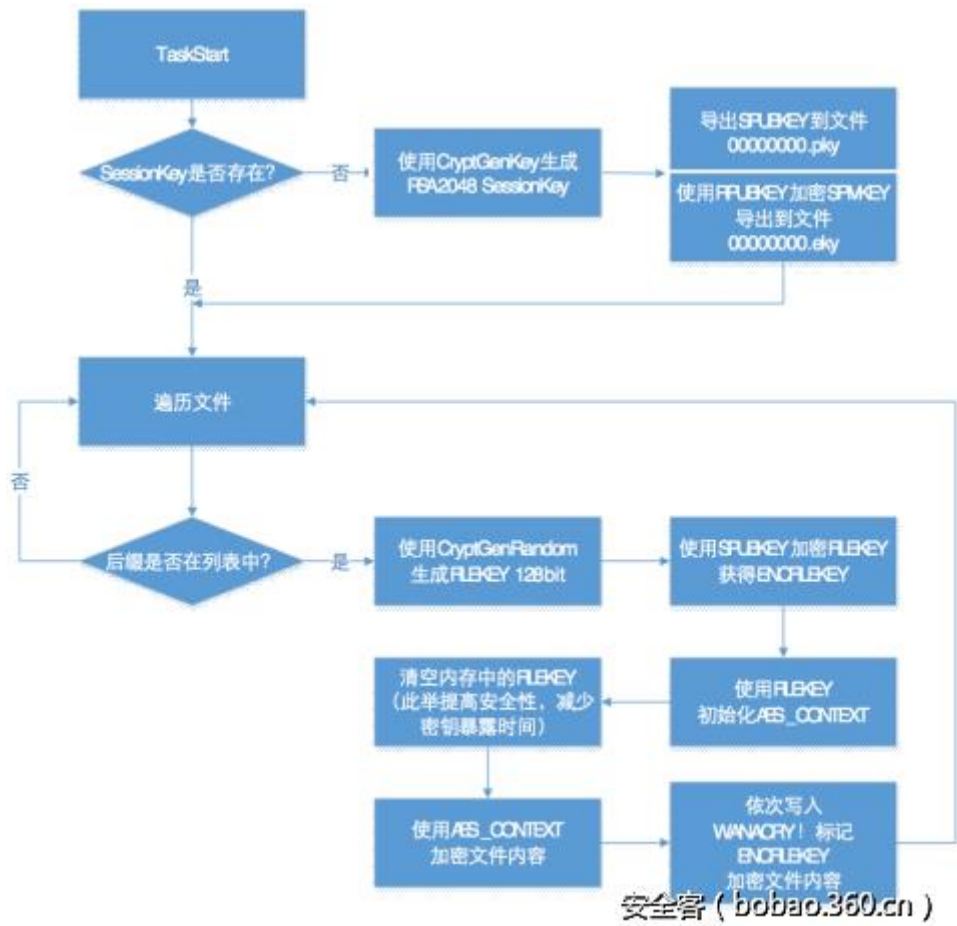 TaskStart
SessionKey是否存在?
否
使用CryptGenKey生成
RSA2048 SessionKey
导出SPUBKEY到文件
00000000.pky
使用RPUBKEY加密SPIVKEY
导出到文件
00000000.eky
是
遍历文件
否
后缀是否在列表中?
是
使用CryptGenRandom
生成FILEKEY 128bit
使用SPUBKEY加密FILEKEY
获得ENCFILEKEY
使用FILEKEY
初始化AES_CONTEXT
清空内存中的FILEKEY
（此举提高安全性，减少
密钥暴露时间）
使用AES_CONTEXT
加密文件内容
依次写入
WANACRY！标记
ENCFILEKEY
加密文件内容
安全客（bobao.360.cn）